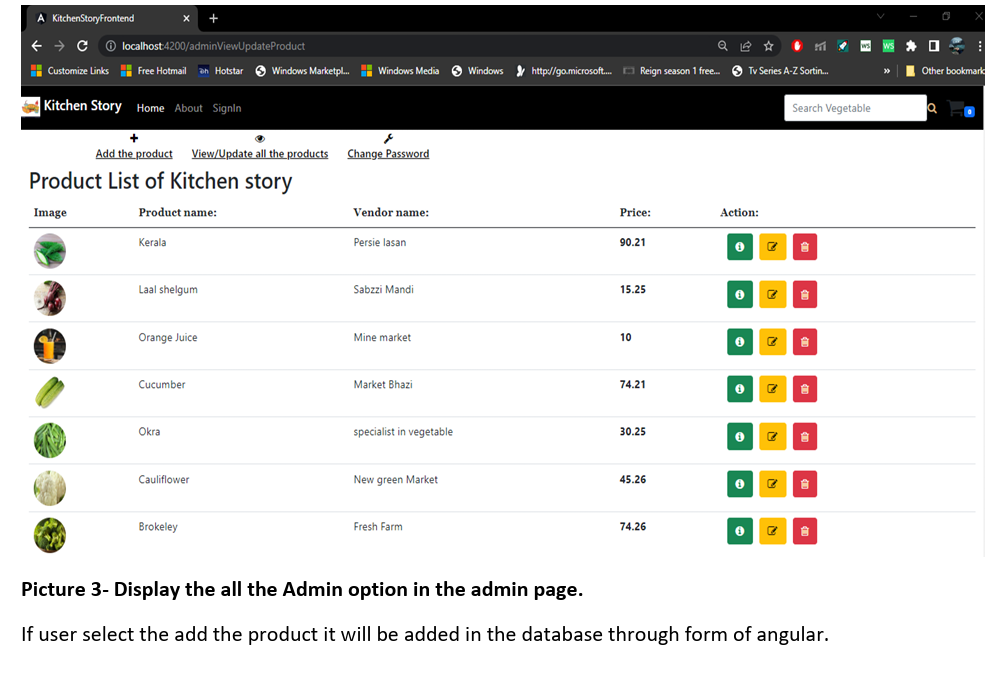 KitchenStoryFrontend
localhost:4200/adminViewUpdateProduct
Customize Links Free Hotmail Hotstar Windows Marketpl... Windows Media Windows http://go.microsoft.... Reign season 1 free... Tv Series A-Z Sortin... » Other bookmark
Kitchen Story Home About SignIn Search Vegetable 0
Add the product View/Update all the products Change Password
Product List of Kitchen story
Image Product name: Vendor name: Price: Action:
Kerala Persie lasan 90.21
Laal shelgum Sabzzi Mandi 15.25
Orange Juice Mine market 10
Cucumber Market Bhazi 74.21
Okra specialist in vegetable 30.25
Cauliflower New green Market 45.26
Brokeley Fresh Farm 74.26
Picture 3- Display the all the Admin option in the admin page.
If user select the add the product it will be added in the database through form of angular.